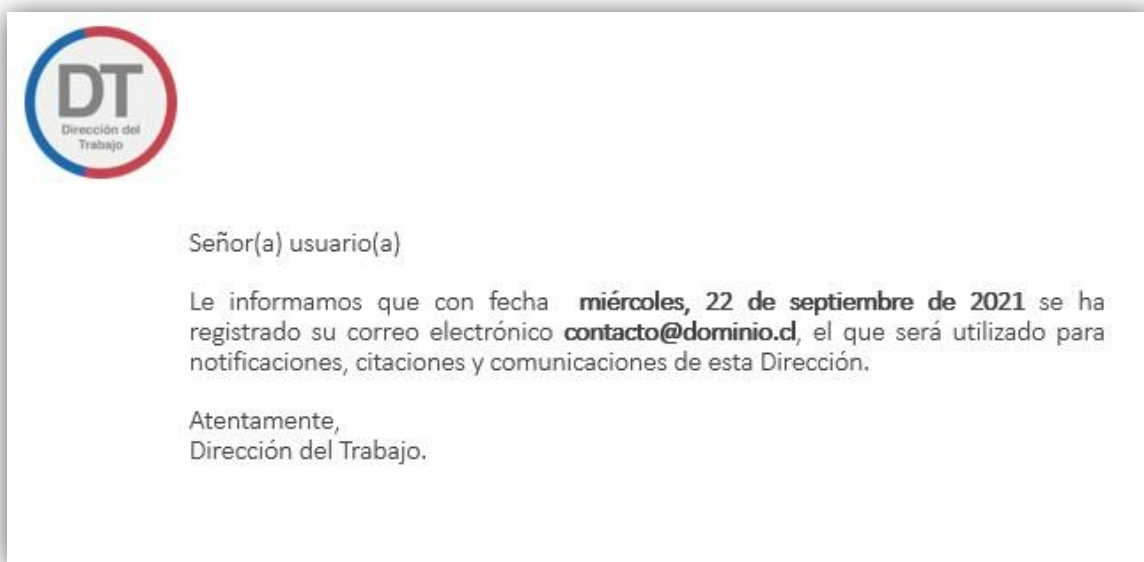 DT
Dirección del
Trabajo
Señor(a) usuario(a)
Le informamos que con fecha miércoles, 22 de septiembre de 2021 se ha
registrado su correo electrónico contacto@dominio.cl, el que será utilizado para
notificaciones, citaciones y comunicaciones de esta Dirección.
Atentamente,
Dirección del Trabajo.